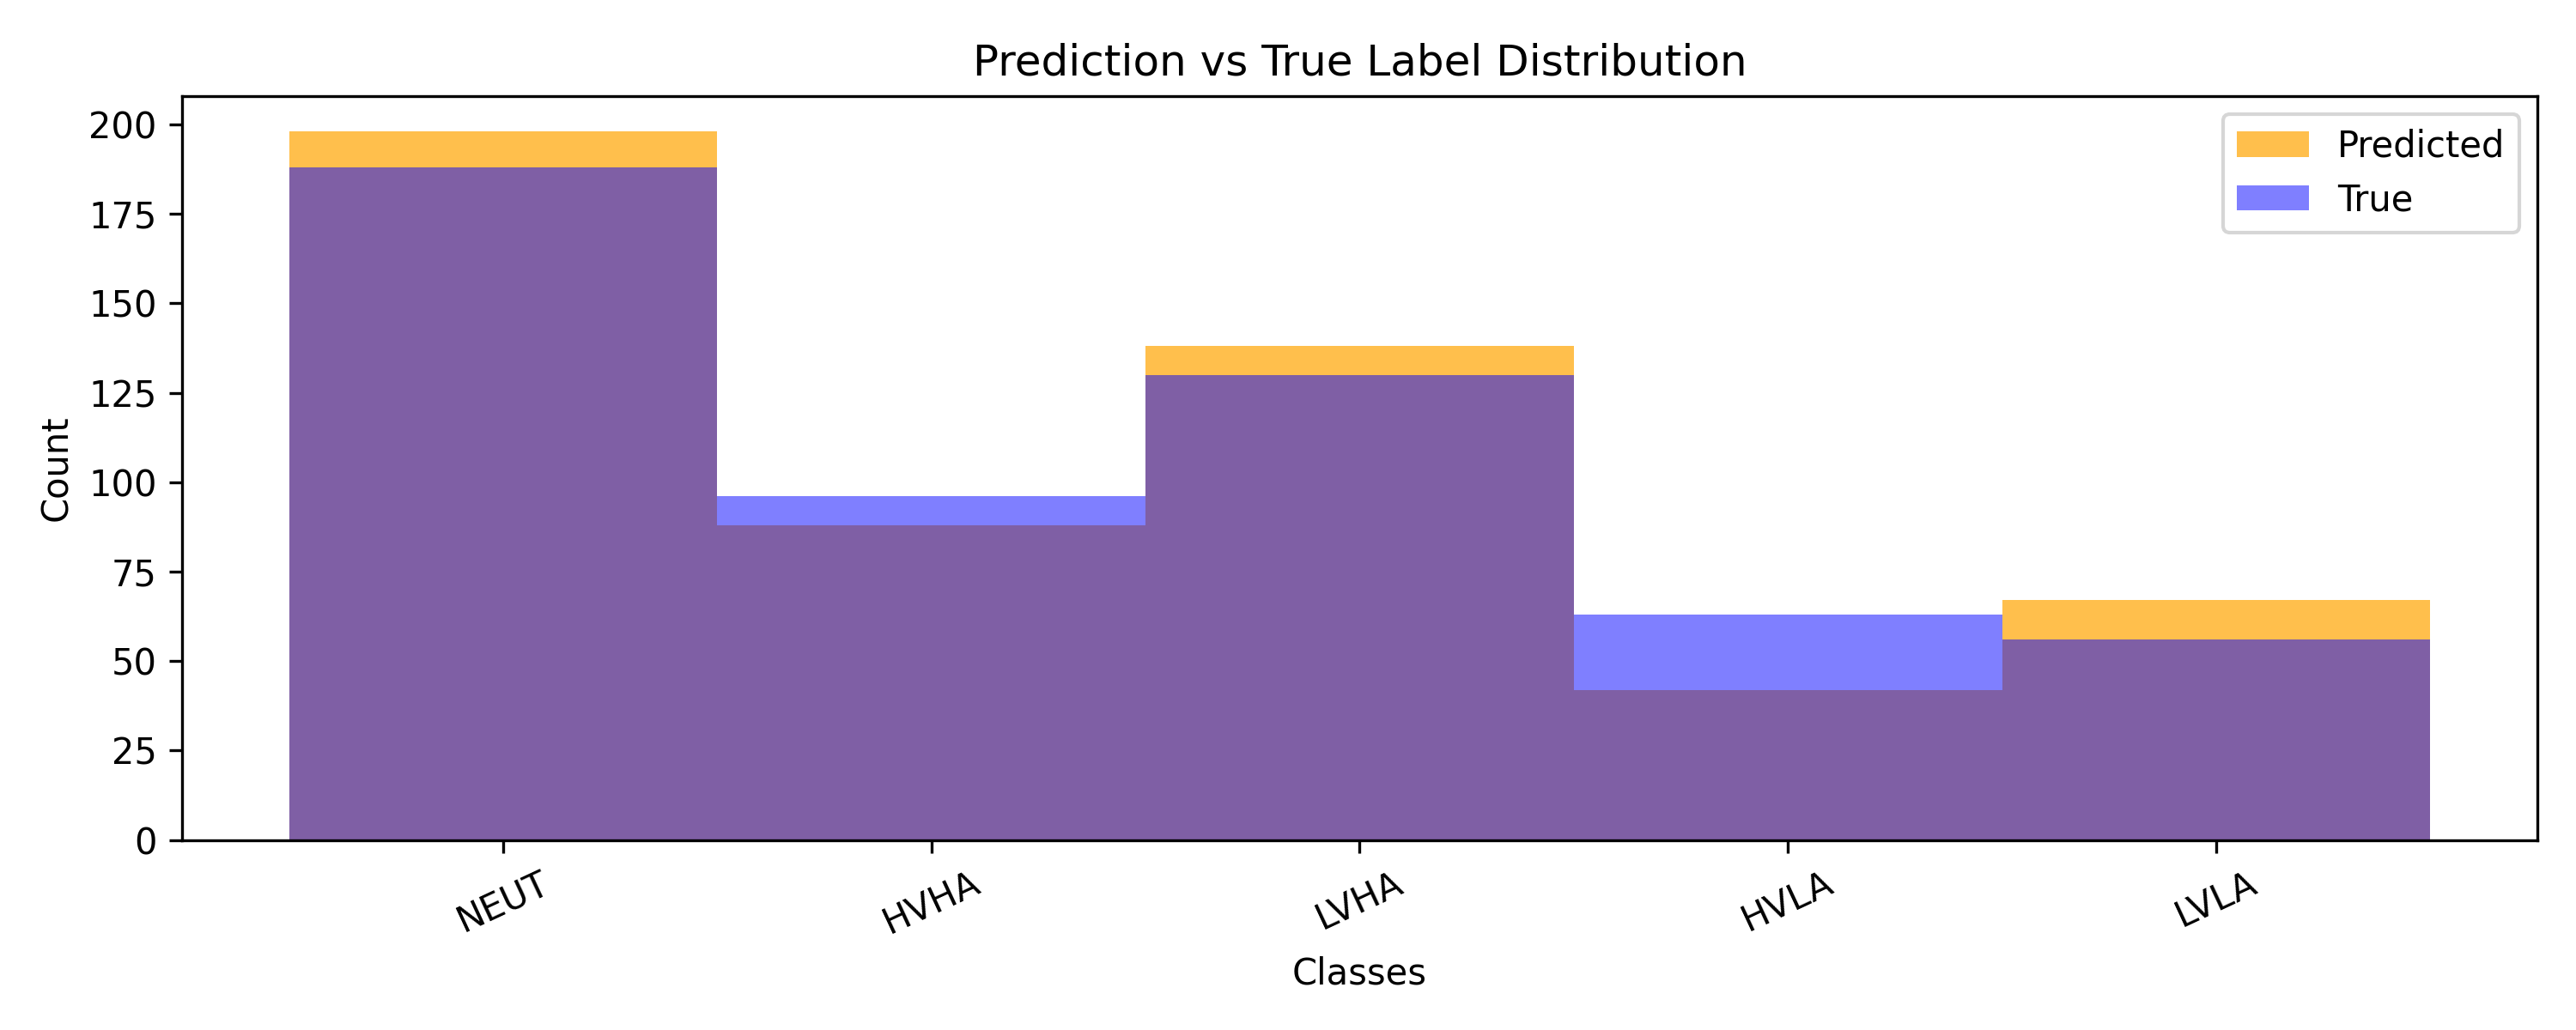 Prediction vs True Label Distribution
Predicted
True
200
175
150
125
100
75
50
25
0
Count
NEUT
HVHA
LVHA
HVLA
LVLA
Classes